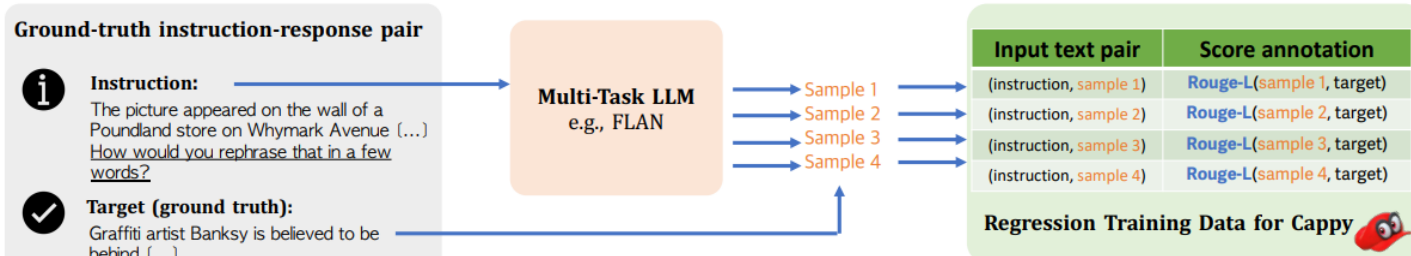 Ground-truth instruction-response pair
Instruction:
The picture appeared on the wall of a
Poundland store on Whymark Avenue [...]
How would you rephrase that in a few
words?
Target (ground truth):
Graffiti artist Banksy is believed to be
behind [...]
Multi-Task LLM
e.g., FLAN
Sample 1
Sample 2
Sample 3
Sample 4
Input text pair Score annotation
(instruction, sample 1) Rouge-L(sample 1, target)
(instruction, sample 2) Rouge-L(sample 2, target)
(instruction, sample 3) Rouge-L(sample 3, target)
(instruction, sample 4) Rouge-L(sample 4, target)
Regression Training Data for Cappy